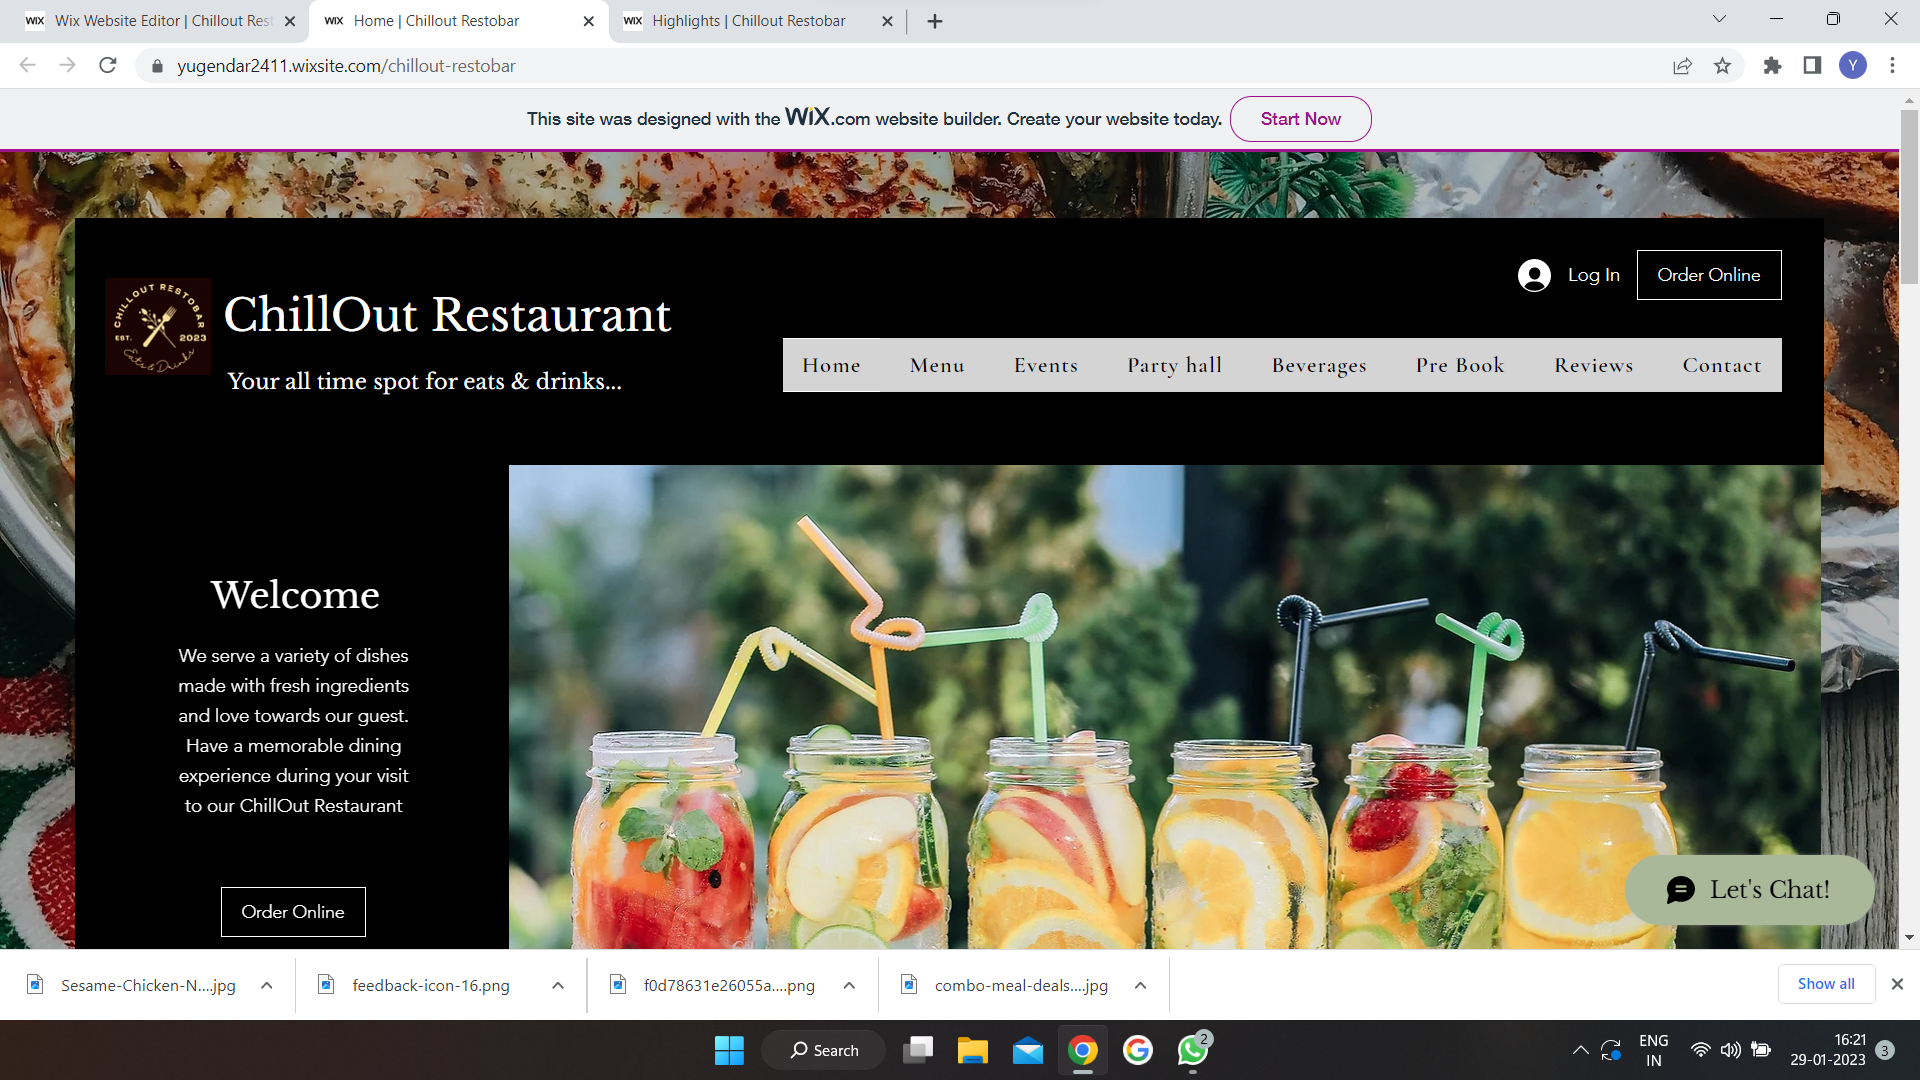 WIX Wix Website Editor | Chillout Rest
WIX Home | Chillout Restobar
WIX Highlights | Chillout Restobar
yugendar2411.wixsite.com/chillout-restobar
Y
This site was designed with the WiX.com website builder. Create your website today.
Start Now
Log In
Order Online
CHILLOUT RESTOBAR
EST. 2023
Eats & Drinks
ChillOut Restaurant
Your all time spot for eats & drinks...
Home Menu Events Party hall Beverages Pre Book Reviews Contact
Welcome
We serve a variety of dishes
made with fresh ingredients
and love towards our guest.
Have a memorable dining
experience during your visit
to our ChillOut Restaurant
Order Online
Let's Chat!
Sesame-Chicken-N....jpg
feedback-icon-16.png
f0d78631e26055a....png
combo-meal-deals....jpg
Show all
Search
2
ENG
IN
16:21
29-01-2023
3